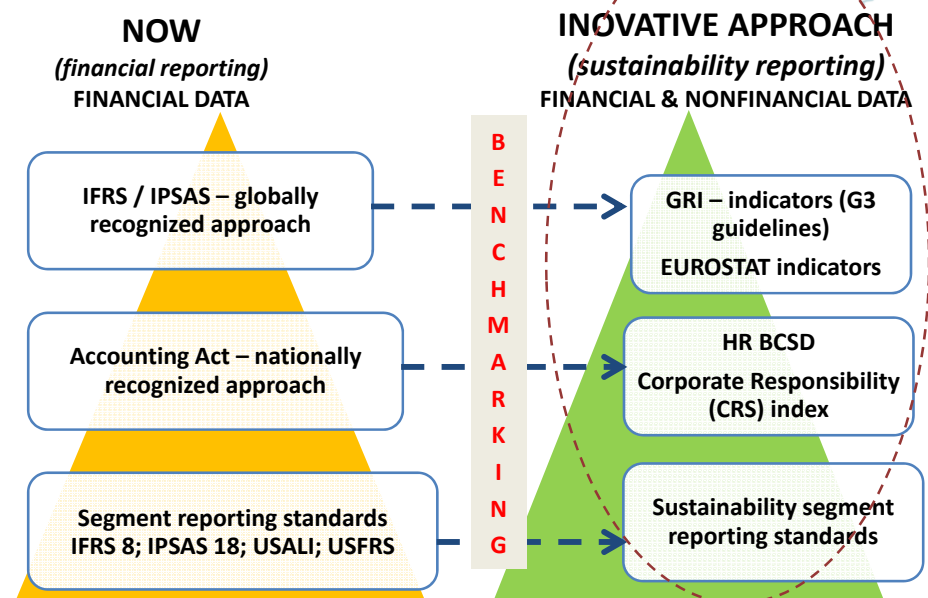 NOW
(financial reporting)
FINANCIAL DATA
IFRS / IPSAS – globally
recognized approach
Accounting Act – nationally
recognized approach
Segment reporting standards
IFRS 8; IPSAS 18; USALI; USFRS
B
E
N
C
H
M
A
R
K
I
N
G
INOVATIVE APPROACH
(sustainability reporting)
FINANCIAL & NONFINANCIAL DATA
GRI – indicators (G3
guidelines)
EUROSTAT indicators
HR BCSD
Corporate Responsibility
(CRS) index
Sustainability segment
reporting standards